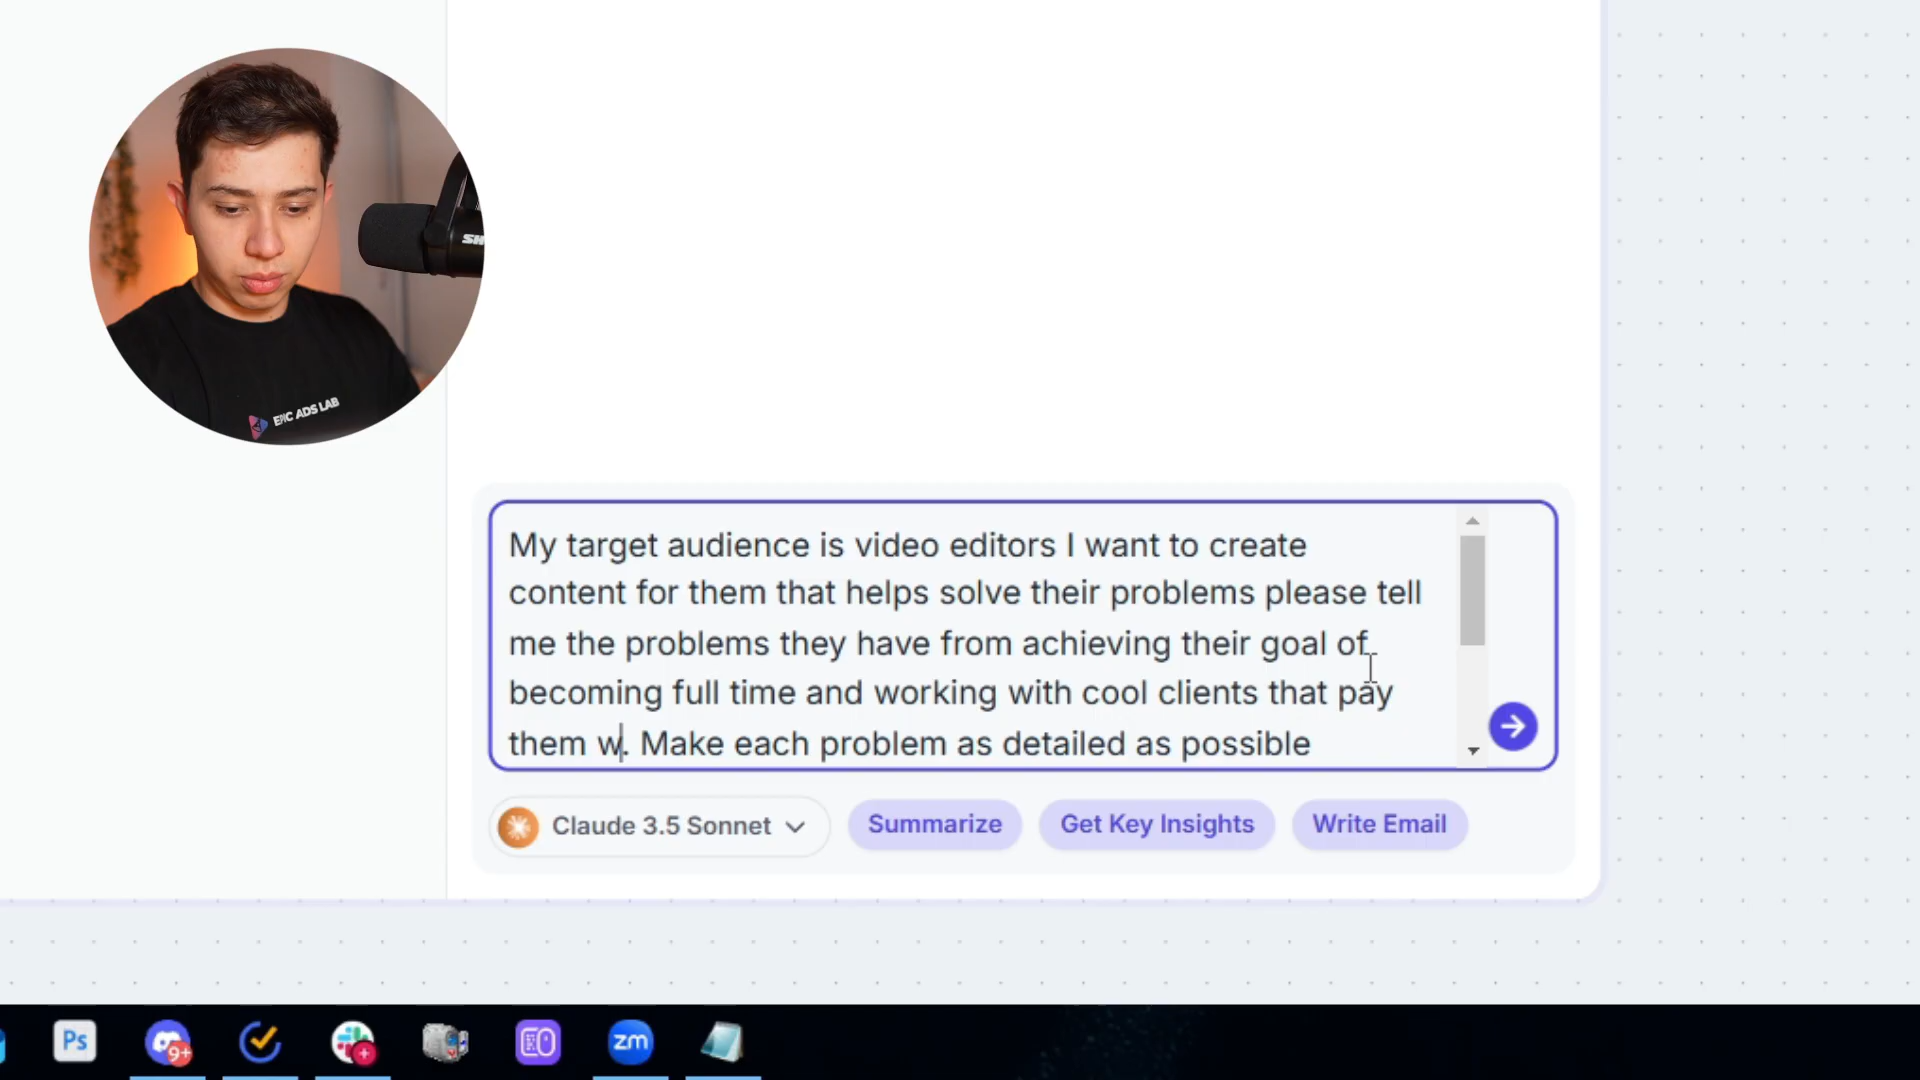 SH
EPIC ADS LAB
My target audience is video editors I want to create
content for them that helps solve their problems please tell
me the problems they have from achieving their goal of
becoming full time and working with cool clients that pay
them w. Make each problem as detailed as possible
Claude 3.5 Sonnet
Summarize
Get Key Insights
Write Email
Ps
9+
zm